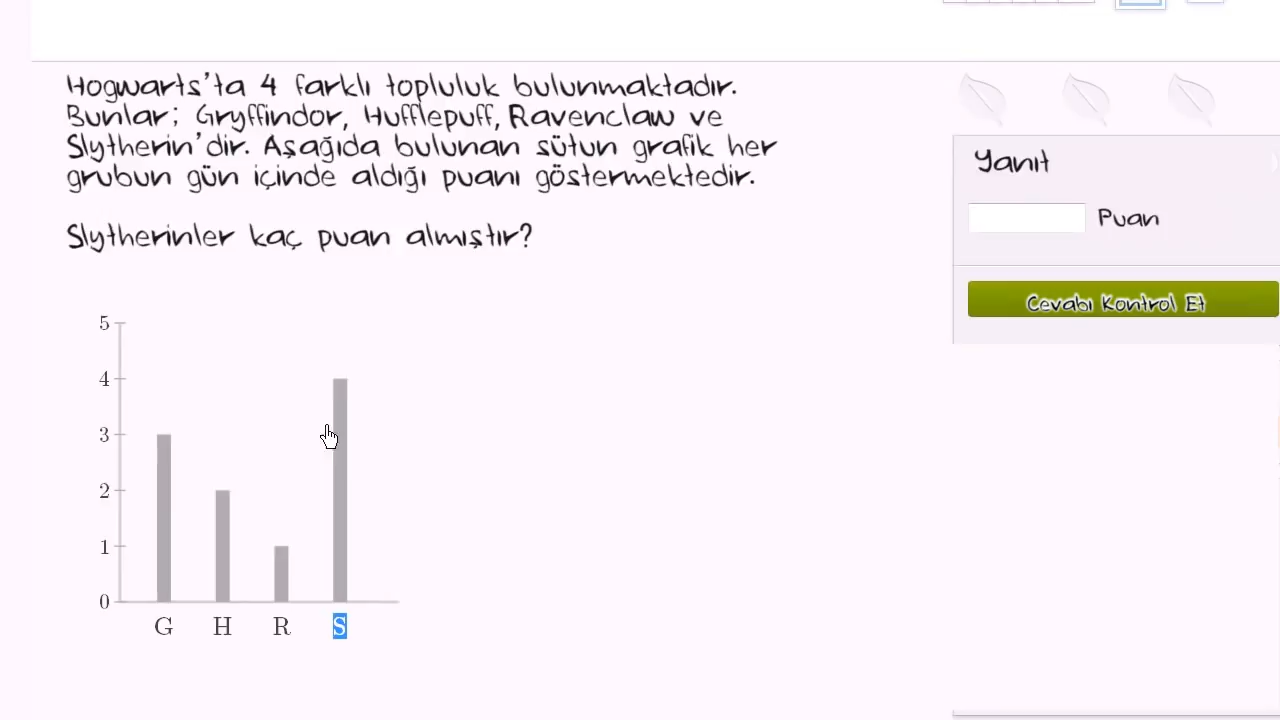 Hogwarts'ta 4 farklı topluluk bulunmaktadır.
Bunlar; Gryffindor, Hufflepuff, Ravenclaw ve
Slytherin'dir. Aşağıda bulunan sütun grafik her
grubun gün içinde aldığı puanı göstermektedir.
Slytherinler kaç puan almıştır?
Yanıt
Puan
Cevabı Kontrol Et
5
4
3
2
1
0
G H R S